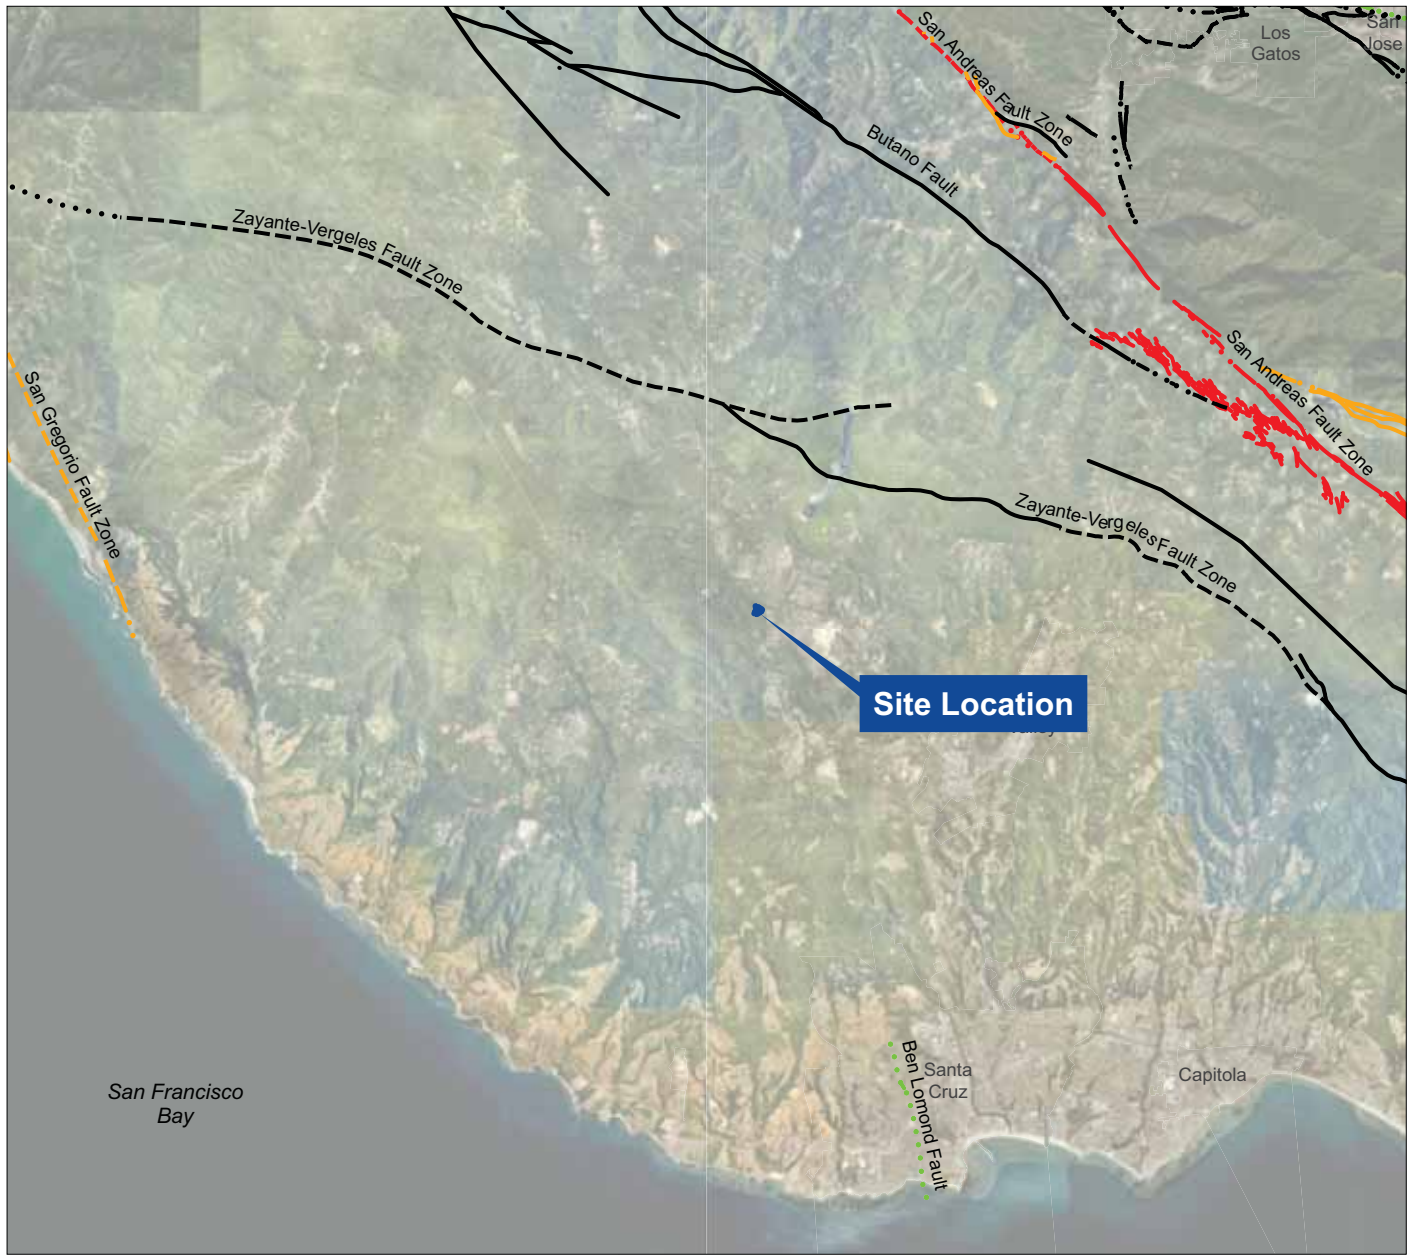 San Andreas Fault Zone
Los
Gatos
San
Jose
Butano Fault
Zayante-Vergeles Fault Zone
San Andreas Fault Zone
San Gregorio Fault Zone
Zayante-Vergeles Fault Zone
Site Location
Valley
Ben Lomond Fault
Santa
Cruz
Capitola
San Francisco
Bay